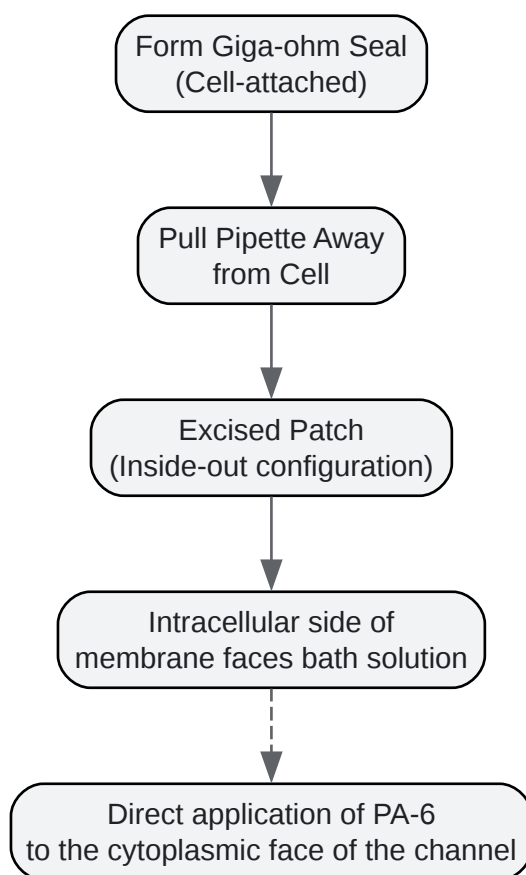 Form Giga-ohm Seal
(Cell-attached)
Pull Pipette Away
from Cell
Excised Patch
(Inside-out configuration)
Intracellular side of
membrane faces bath solution
Direct application of PA-6
to the cytoplasmic face of the channel